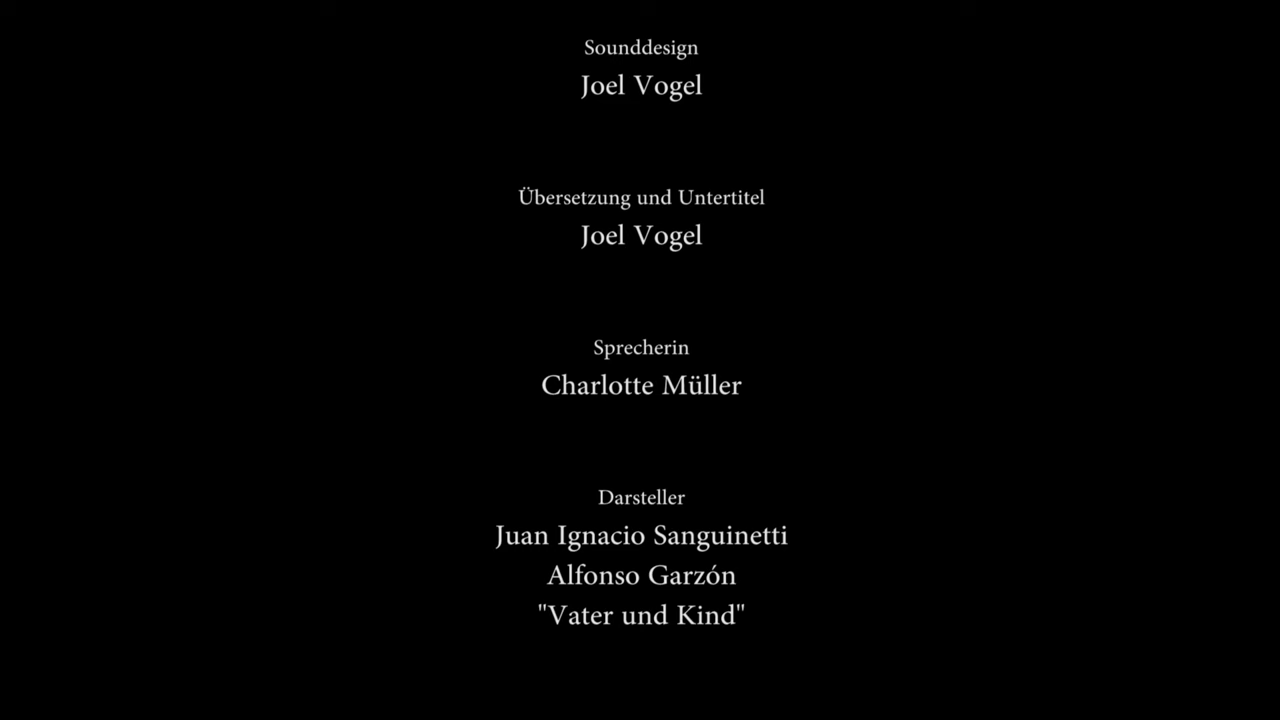 Sounddesign
Joel Vogel
Übersetzung und Untertitel
Joel Vogel
Sprecherin
Charlotte Müller
Darsteller
Juan Ignacio Sanguinetti
Alfonso Garzón
"Vater und Kind"